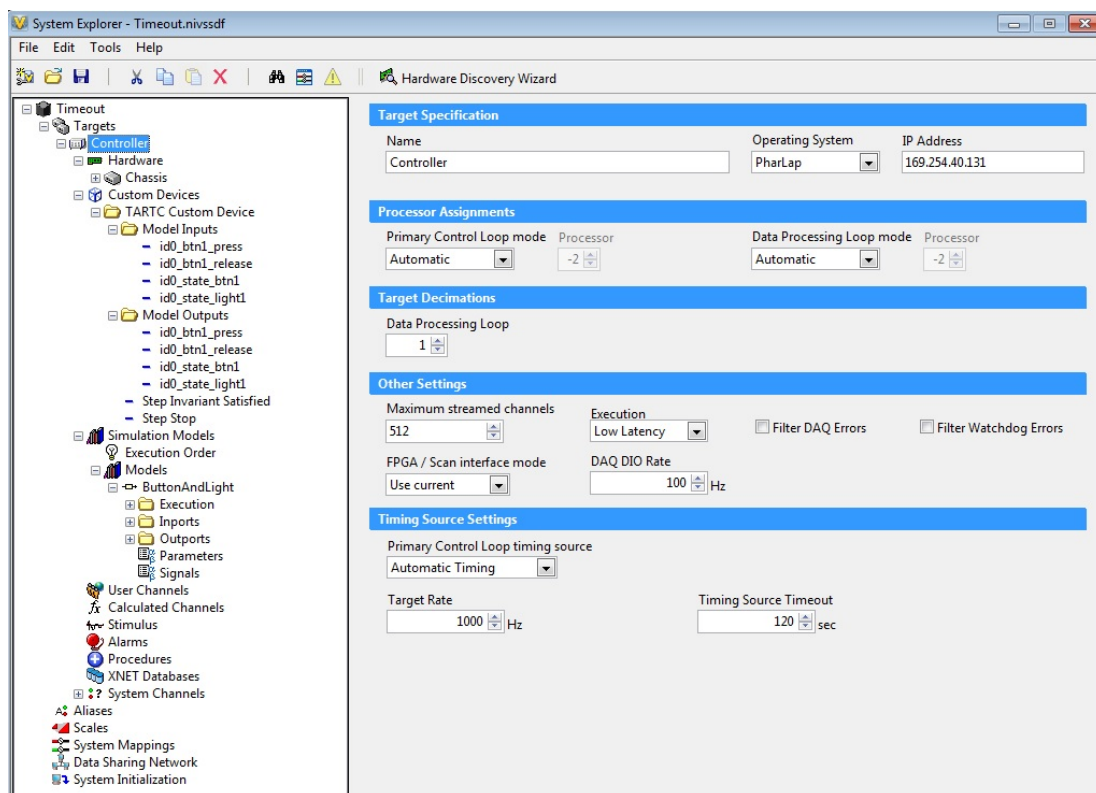 System Explorer - Timeout.nivssdf
File Edit Tools Help
Hardware Discovery Wizard
Timeout
Targets
Controller
Hardware
Chassis
Custom Devices
TARTC Custom Device
Model Inputs
id0_btn1_press
id0_btn1_release
id0_state_btn1
id0_state_light1
Model Outputs
id0_btn1_press
id0_btn1_release
id0_state_btn1
id0_state_light1
Step Invariant Satisfied
Step Stop
Simulation Models
Execution Order
Models
ButtonAndLight
Execution
Inports
Outports
Parameters
Signals
User Channels
fx Calculated Channels
Stimulus
Alarms
Procedures
XNET Databases
System Channels
Aliases
Scales
System Mappings
Data Sharing Network
System Initialization
Target Specification
Name Operating System IP Address
Controller PharLap 169.254.40.131
Processor Assignments
Primary Control Loop mode Processor Data Processing Loop mode Processor
Automatic -2 Automatic -2
Target Decimations
Data Processing Loop
1
Other Settings
Maximum streamed channels Execution
512 Low Latency Filter DAQ Errors Filter Watchdog Errors
FPGA / Scan interface mode DAQ DIO Rate
Use current 100 Hz
Timing Source Settings
Primary Control Loop timing source
Automatic Timing
Target Rate Timing Source Timeout
1000 Hz 120 sec